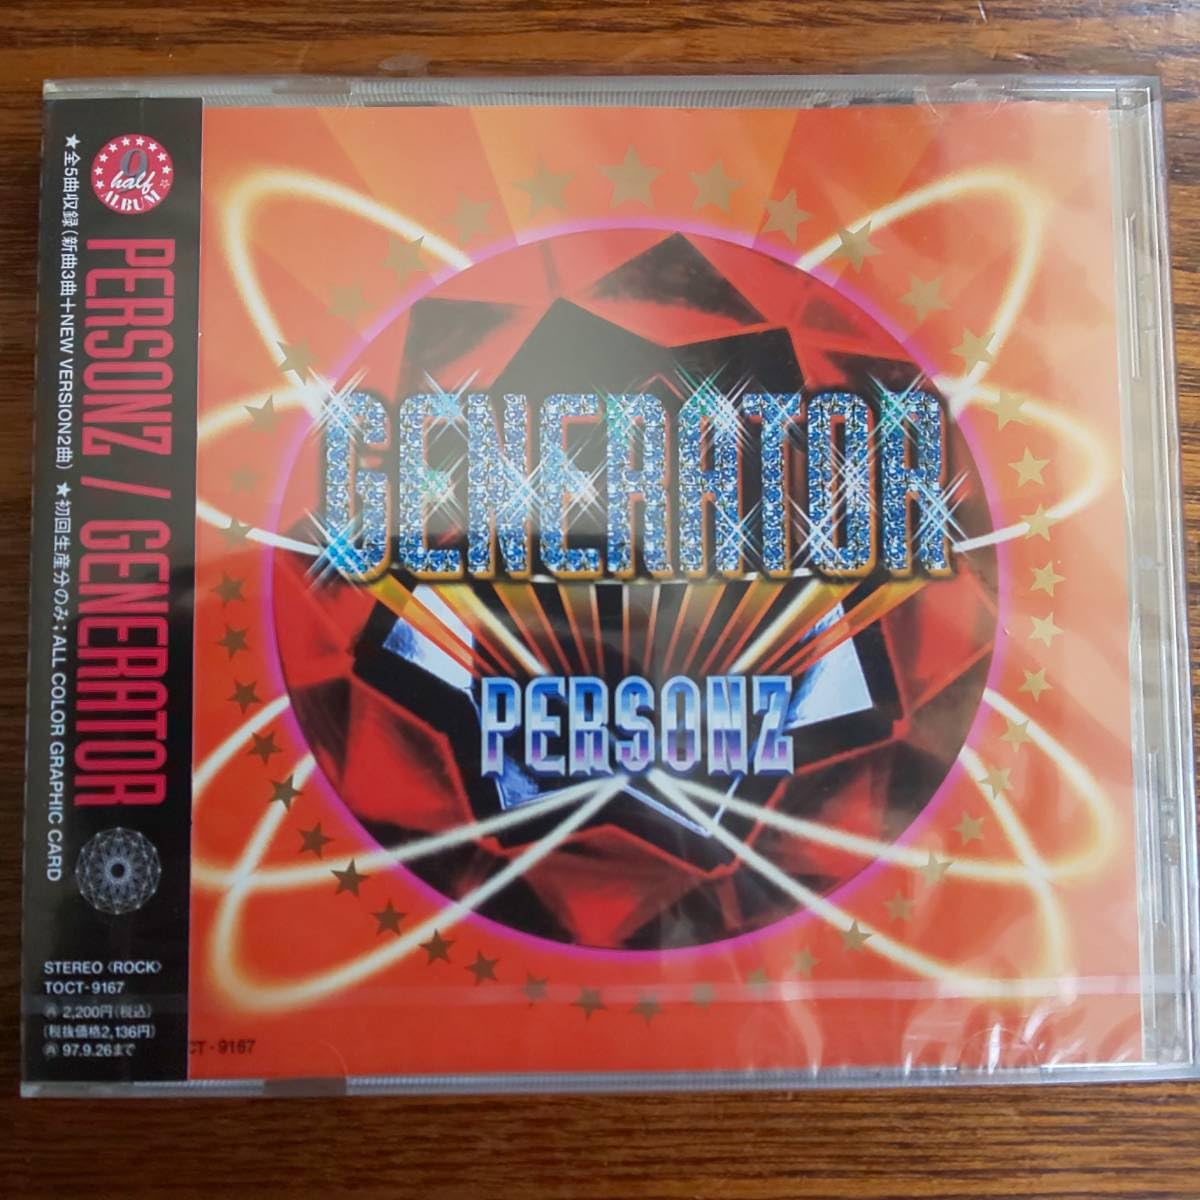 9
half
ALBUM
PERSONZ / GENERATOR
★全5曲収録(新曲3曲+NEW VERSION2曲) ★初回生産分のみ:ALL COLOR GRAPHIC CARD
STEREO〈ROCK〉
TOCT-9167
2,200円(税込)
(税抜価格2,136円)
97.9.26まで
CT-9167
GENERATOR
PERSONZ